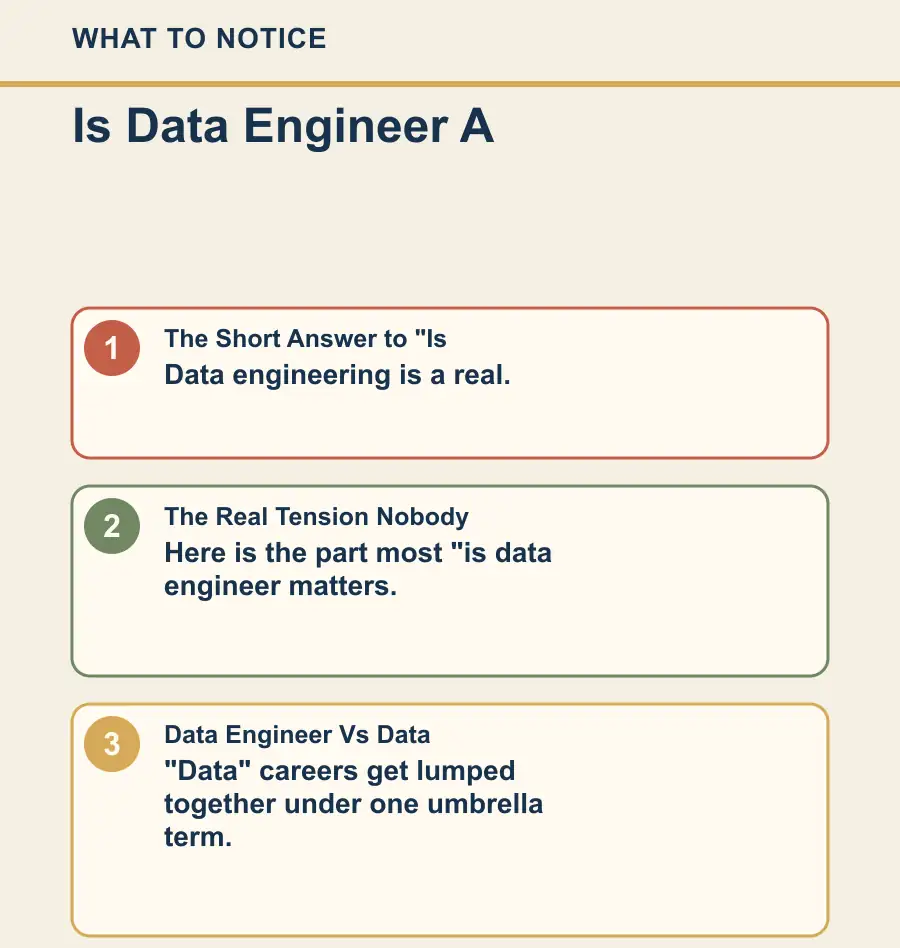 WHAT TO NOTICE
Is Data Engineer A
1
The Short Answer to "Is
Data engineering is a real.
2
The Real Tension Nobody
Here is the part most "is data
engineer matters.
3
Data Engineer Vs Data
"Data" careers get lumped
together under one umbrella
term.